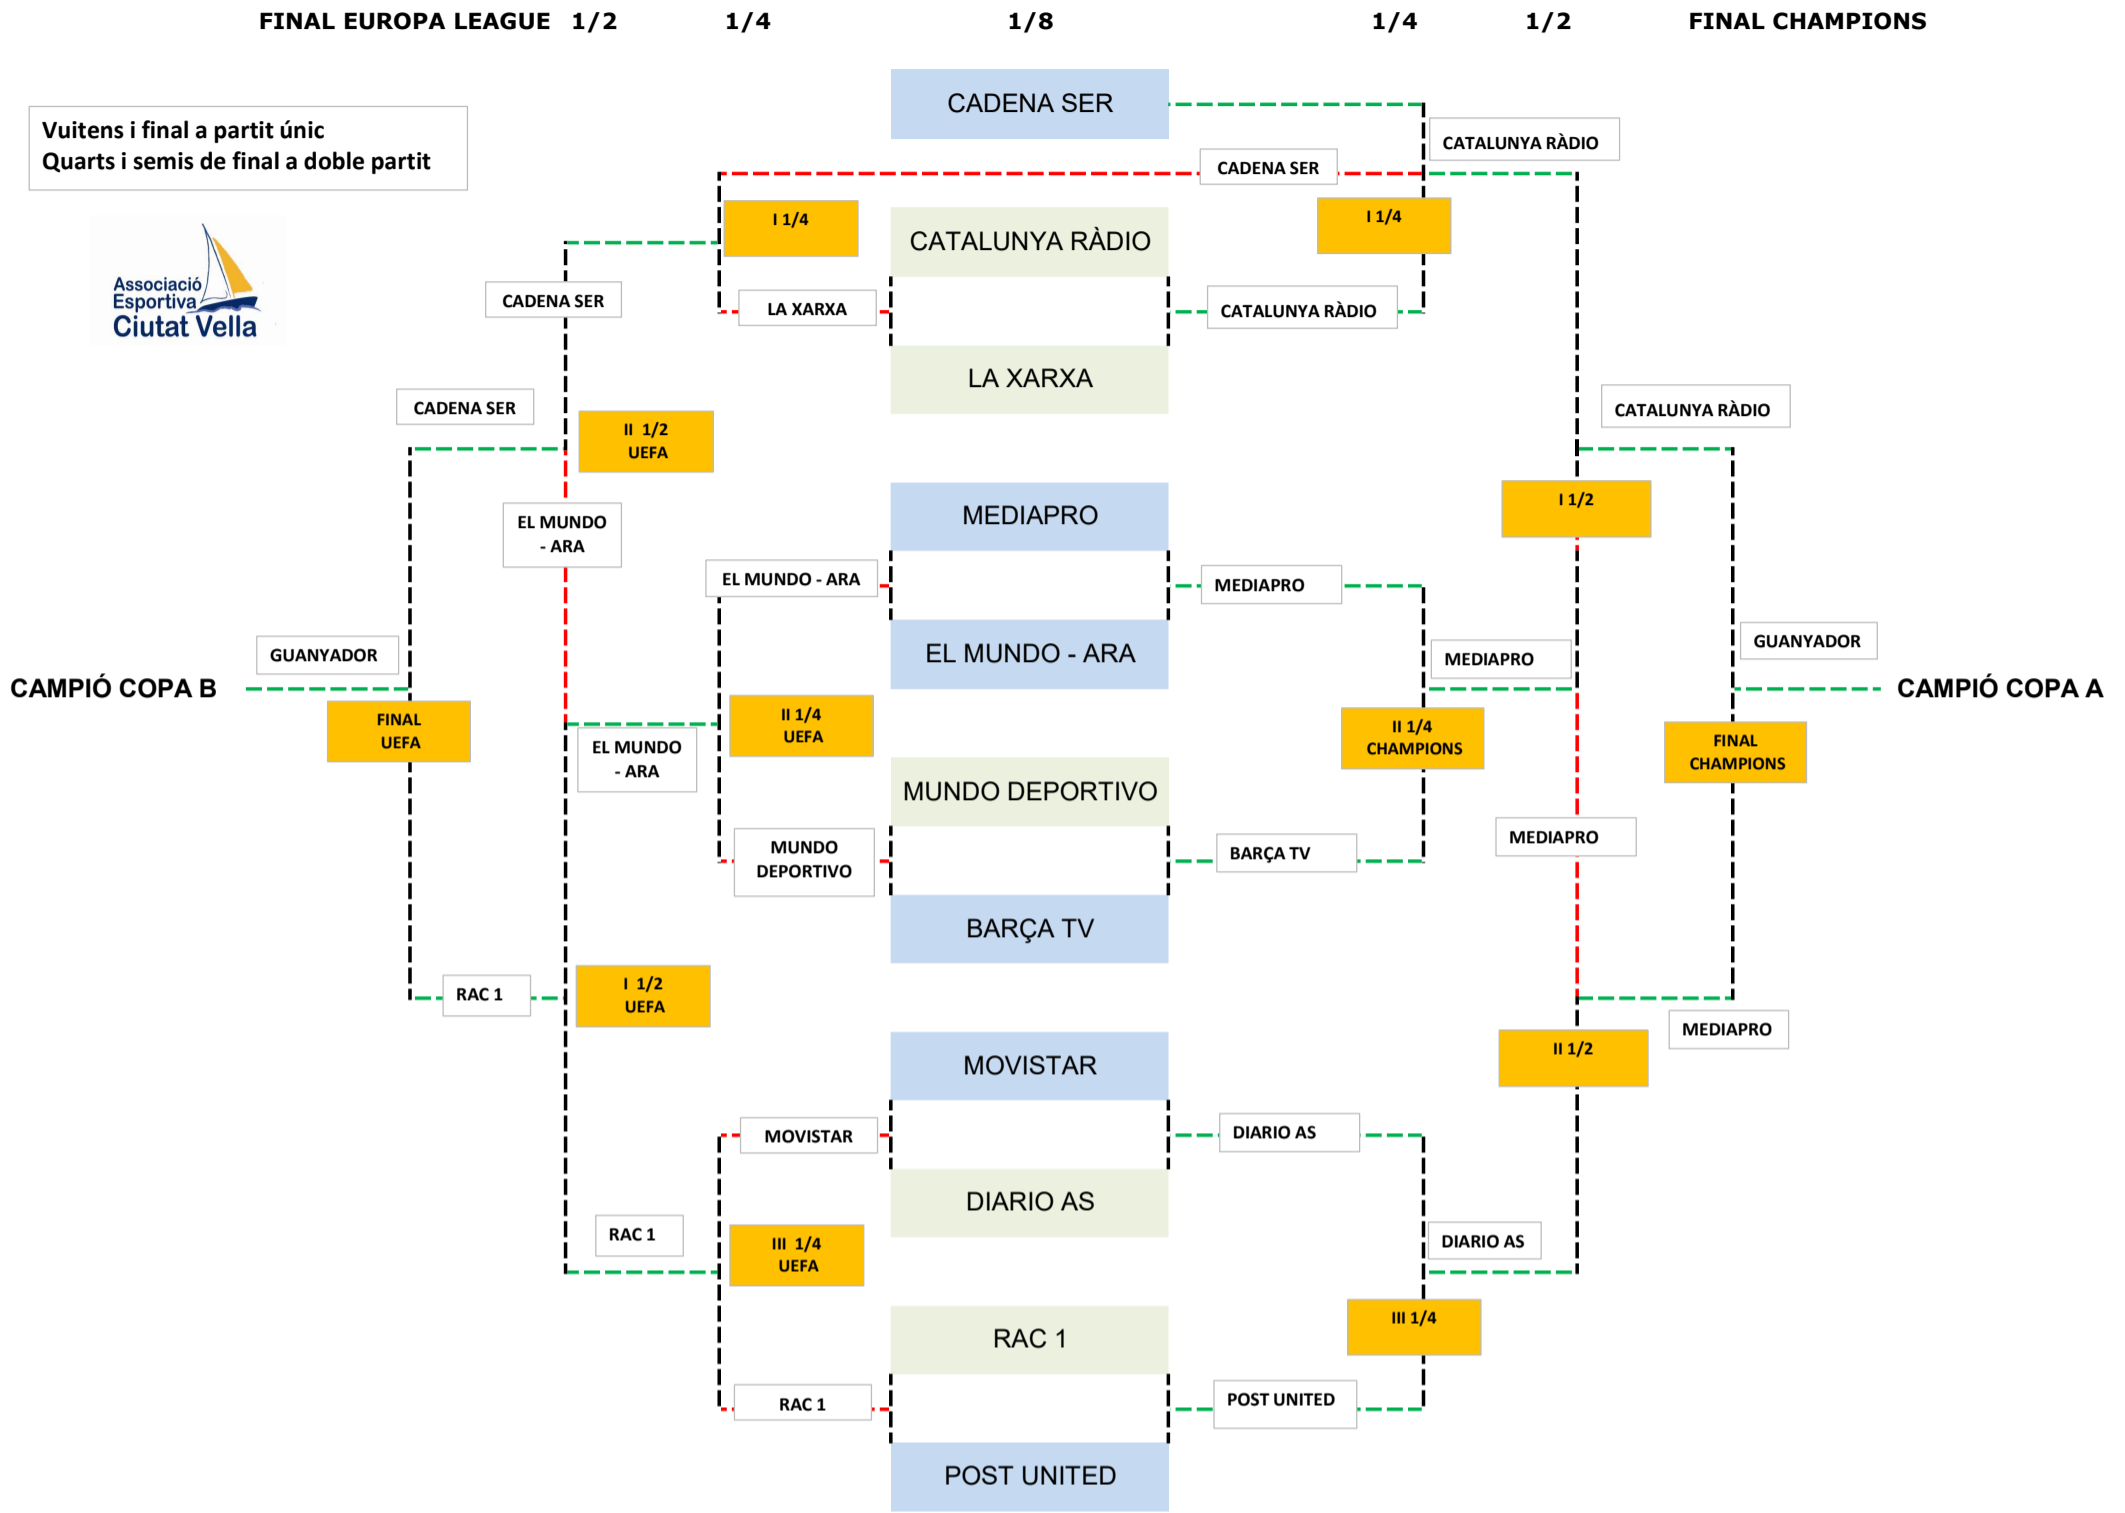 FINAL EUROPA LEAGUE 1/2 1/4 1/8 1/4 1/2 FINAL CHAMPIONS
CADENA SER
Vuitens i final a partit únic
Quarts i semis de final a doble partit
CATALUNYA RÀDIO
CADENA SER
I 1/4
I 1/4
CATALUNYA RÀDIO
Associació
Esportiva
Ciutat Vella
CADENA SER
LA XARXA
CATALUNYA RÀDIO
LA XARXA
CADENA SER
CATALUNYA RÀDIO
II 1/2
UEFA
I 1/2
MEDIAPRO
EL MUNDO
- ARA
EL MUNDO - ARA
MEDIAPRO
GUANYADOR
EL MUNDO - ARA
MEDIAPRO
GUANYADOR
CAMPIÓ COPA B
CAMPIÓ COPA A
FINAL
UEFA
EL MUNDO
- ARA
II 1/4
UEFA
II 1/4
CHAMPIONS
FINAL
CHAMPIONS
MUNDO DEPORTIVO
MUNDO
DEPORTIVO
BARÇA TV
MEDIAPRO
BARÇA TV
RAC 1
I 1/2
UEFA
MEDIAPRO
MOVISTAR
II 1/2
MOVISTAR
DIARIO AS
DIARIO AS
RAC 1
III 1/4
UEFA
DIARIO AS
RAC 1
III 1/4
RAC 1
POST UNITED
POST UNITED